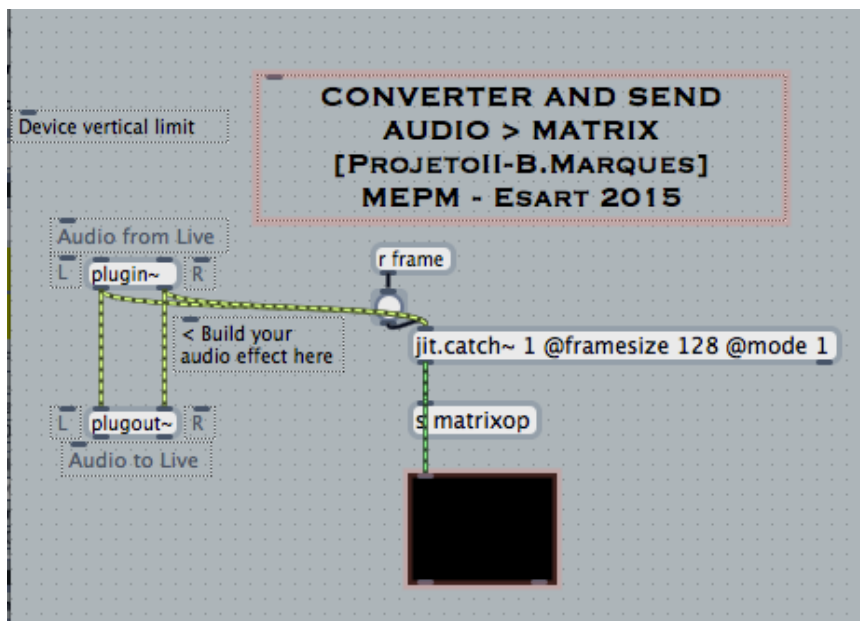 CONVERTER AND SEND
AUDIO > MATRIX
[PROJETOII-B.MARQUES]
MEPM - ESART 2015
Device vertical limit
Audio from Live
L plugin~ R
r frame
< Build your
audio effect here
jit.catch~ 1 @framesize 128 @mode 1
L plugout~ R
s matrixop
Audio to Live